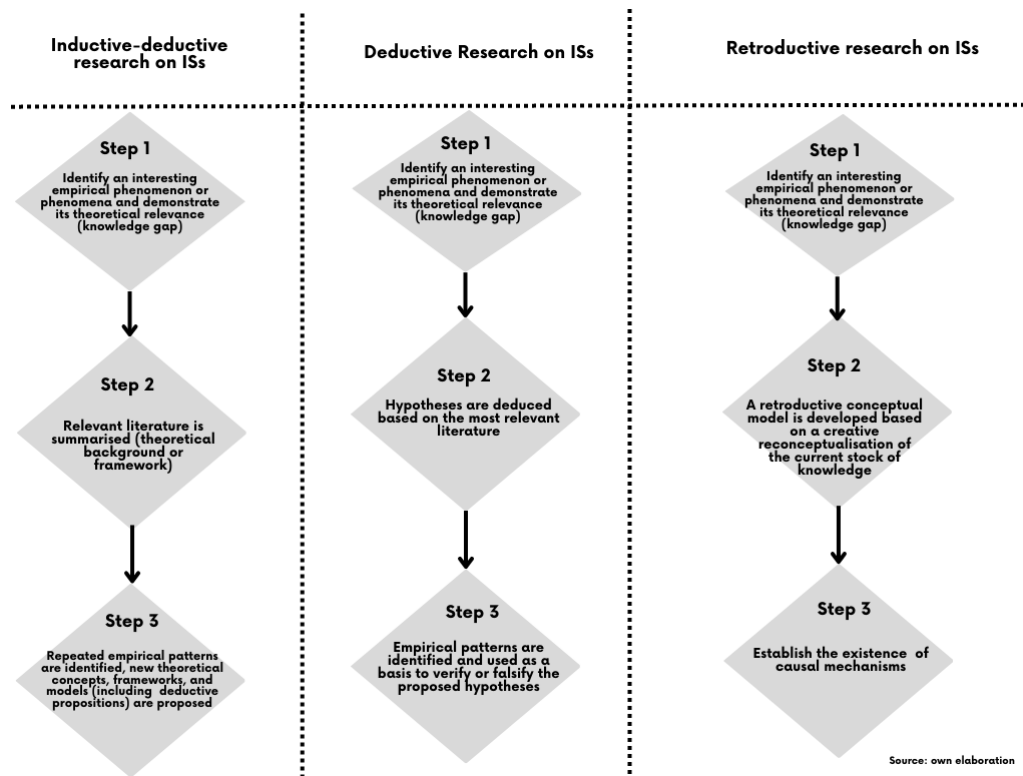 Inductive-deductive
research on ISs
Deductive Research on ISs
Retroductive research on ISs
Step 1
Identify an interesting
empirical phenomenon or
phenomena and demonstrate
its theoretical relevance
(knowledge gap)
Step 2
Relevant literature is
summarised (theoretical
background or
framework)
Step 3
Repeated empirical patterns
are identified, new theoretical
concepts, frameworks, and
models (including deductive
propositions) are proposed
Step 1
Identify an interesting
empirical phenomenon or
phenomena and demonstrate
its theoretical relevance
(knowledge gap)
Step 2
Hypotheses are deduced
based on the most relevant
literature
Step 3
Empirical patterns are
identified and used as a
basis to verify or falsify the
proposed hypotheses
Step 1
Identify an interesting
empirical phenomenon or
phenomena and demonstrate
its theoretical relevance
(knowledge gap)
Step 2
A retroductive conceptual
model is developed based
on a creative
reconceptualisation of
the current stock of
knowledge
Step 3
Establish the existence of
causal mechanisms
Source: own elaboration